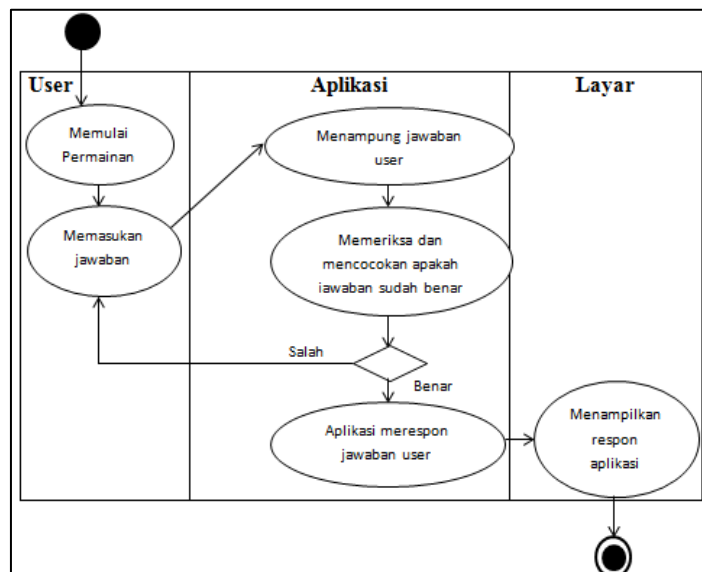 User
Aplikasi
Layar
Memulai
Permainan
Menampung jawaban
user
Memasukan
jawaban
Memeriksa dan
mencocokan apakah
jawaban sudah benar
Salah
Benar
Aplikasi merespon
jawaban user
Menampilkan
respon
aplikasi